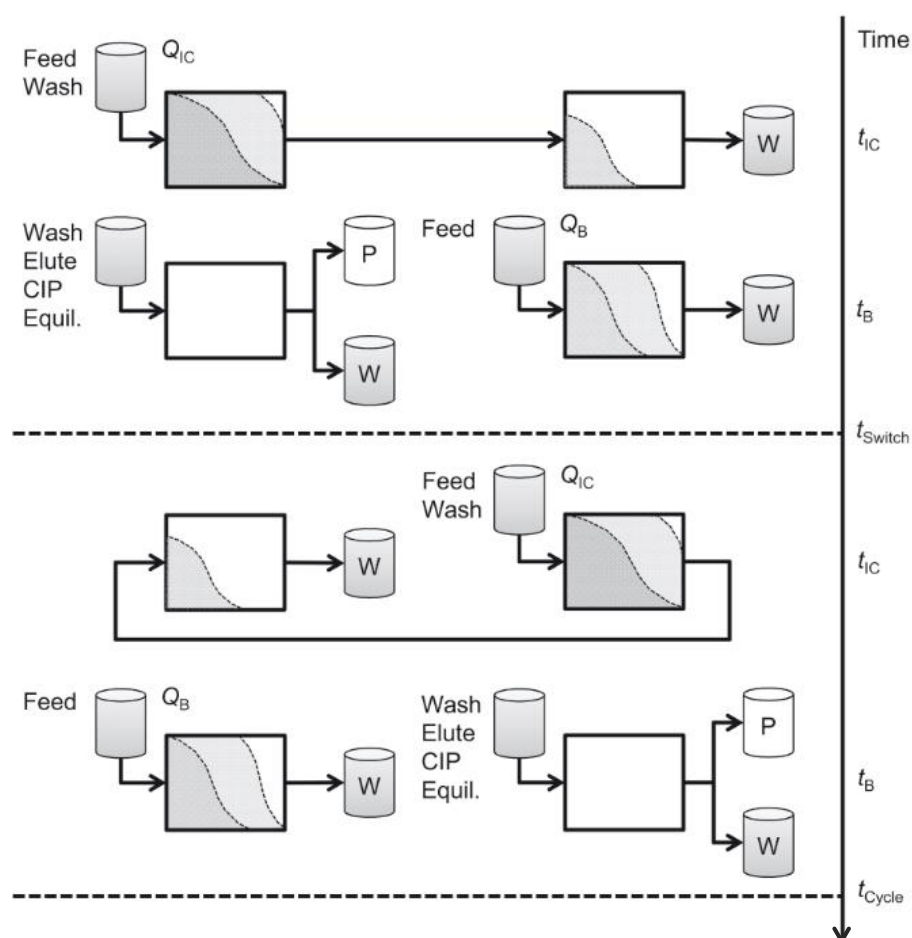 Time
Feed
Wash
Q_IC
W
t_IC
Wash
Elute
CIP
Equil.
P
W
Feed
Q_B
W
t_B
t_Switch
Feed
Wash
Q_IC
W
t_IC
Feed
Q_B
W
Wash
Elute
CIP
Equil.
P
W
t_B
t_Cycle